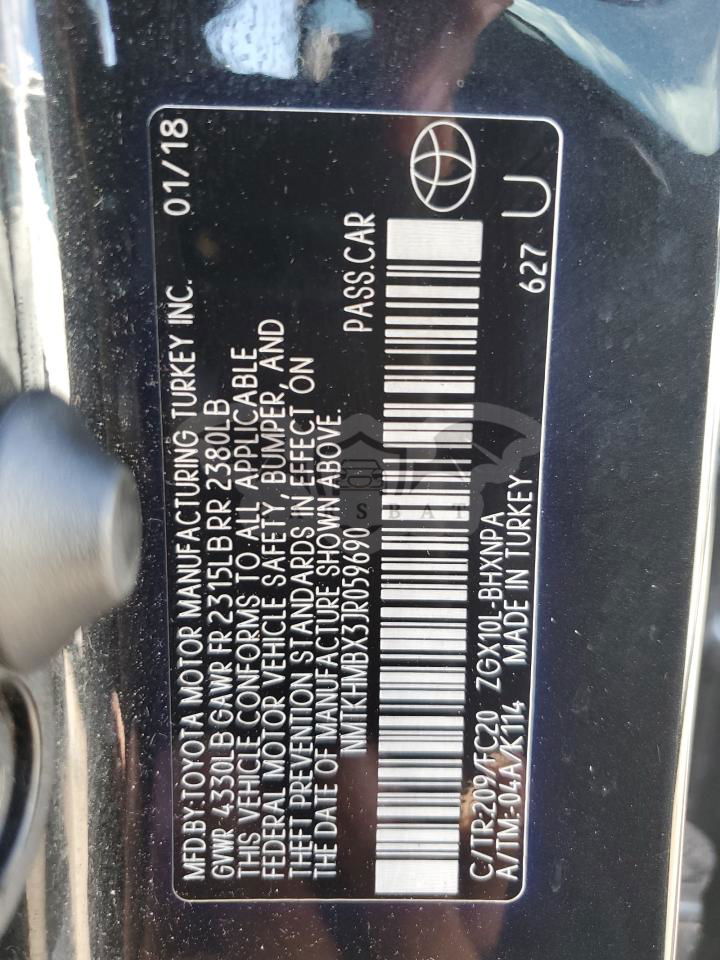 MFD.BY:TOYOTA MOTOR MANUFACTURING TURKEY INC. 01/18
GVWR 4330LB GAWR FR 2315LB RR 2380LB
THIS VEHICLE CONFORMS TO ALL APPLICABLE
FEDERAL MOTOR VEHICLE SAFETY, BUMPER, AND
THEFT PREVENTION STANDARDS IN EFFECT ON
THE DATE OF MANUFACTURE SHOWN ABOVE.
NMTKHMBX3JR059690 PASS.CAR
C/TR:209/FC20 ZGX10L-BHXNPA
A/TM:-04A/K114 MADE IN TURKEY
627 U